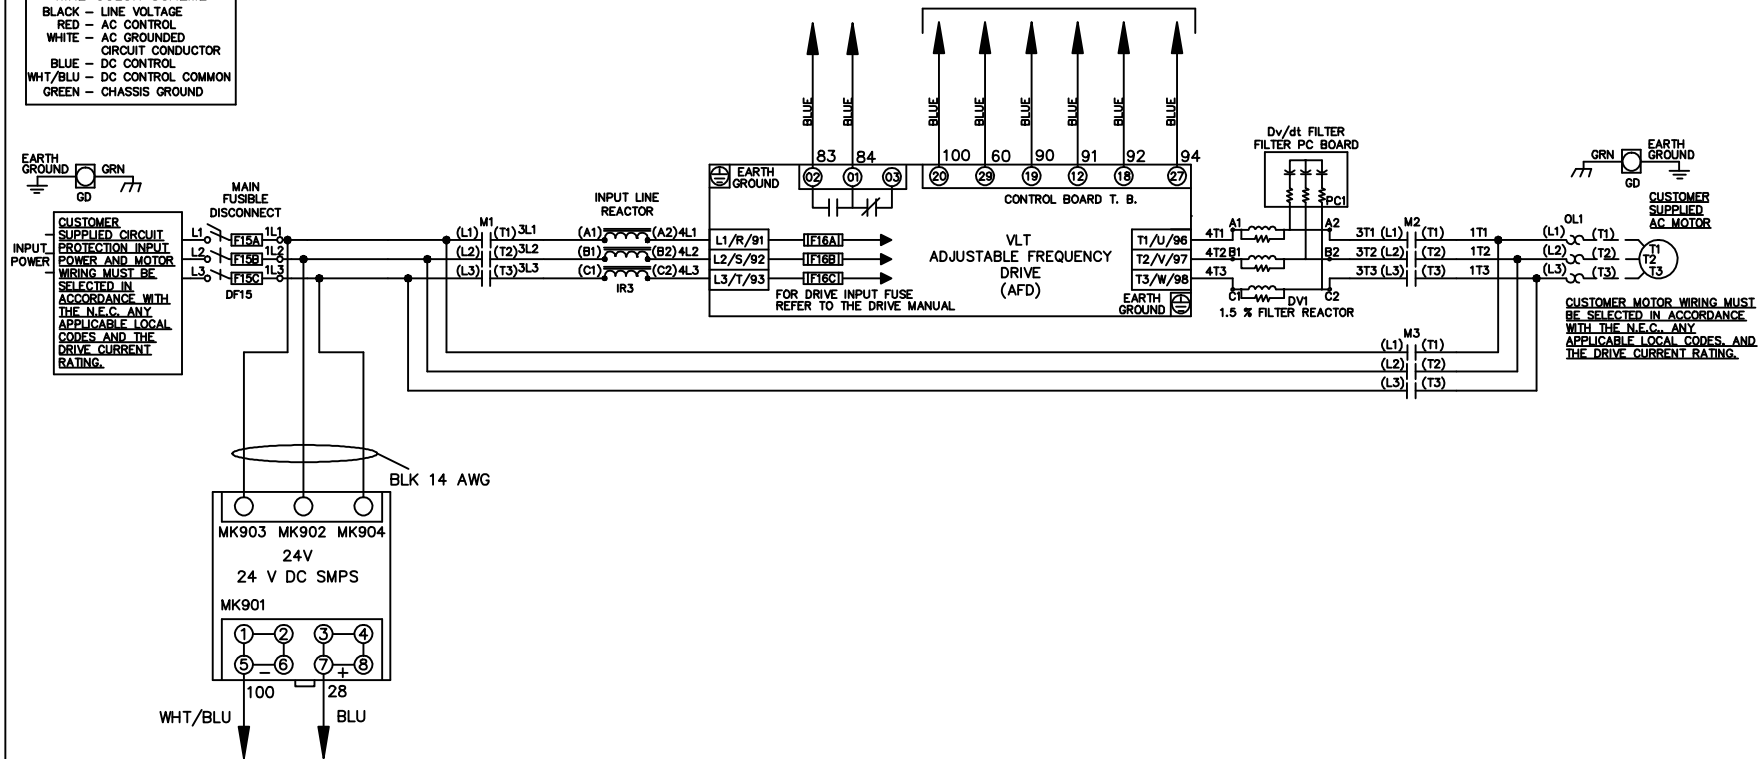 BLACK – LINE VOLTAGE
RED – AC CONTROL
WHITE – AC GROUNDED
CIRCUIT CONDUCTOR
BLUE – DC CONTROL
WHT/BLU – DC CONTROL COMMON
GREEN – CHASSIS GROUND
EARTH
GROUND
GRN
GD
INPUT
POWER
CUSTOMER
SUPPLIED CIRCUIT
PROTECTION INPUT
POWER AND MOTOR
WIRING MUST BE
SELECTED IN
ACCORDANCE WITH
THE N.E.C. ANY
APPLICABLE LOCAL
CODES AND THE
DRIVE CURRENT
RATING.
MAIN
FUSIBLE
DISCONNECT
L1 F15A 1L1
L2 F15B 1L2
L3 F15C 1L3
DF15
M1
(L1) (T1) 3L1
(L2) (T2) 3L2
(L3) (T3) 3L3
INPUT LINE
REACTOR
(A1) (A2) 4L1
(B1) (B2) 4L2
(C1) (C2) 4L3
IR3
BLUE BLUE BLUE BLUE BLUE BLUE BLUE BLUE
83 84 100 60 90 91 92 94
EARTH
GROUND
02 01 03 20 29 19 12 18 27
CONTROL BOARD T. B.
L1/R/91 F16A
L2/S/92 F16B
L3/T/93 F16C
FOR DRIVE INPUT FUSE
REFER TO THE DRIVE MANUAL
VLT
ADJUSTABLE FREQUENCY
DRIVE
(AFD)
T1/U/96 4T1
T2/V/97 4T2
T3/W/98 4T3
EARTH
GROUND
Dv/dt FILTER
FILTER PC BOARD
PC1
A1 A2
B1 B2
C1 C2
DV1
1.5 % FILTER REACTOR
M2
3T1 (L1) (T1) 1T1
3T2 (L2) (T2) 1T2
3T3 (L3) (T3) 1T3
M3
(L1) (T1)
(L2) (T2)
(L3) (T3)
OL1
(L1) (T1)
(L2) (T2)
(L3) (T3)
T1
T2
T3
GRN
EARTH
GROUND
GD
CUSTOMER
SUPPLIED
AC MOTOR
CUSTOMER MOTOR WIRING MUST
BE SELECTED IN ACCORDANCE
WITH THE N.E.C., ANY
APPLICABLE LOCAL CODES, AND
THE DRIVE CURRENT RATING.
BLK 14 AWG
MK903 MK902 MK904
24V
24 V DC SMPS
MK901
1 2 3 4
5 6 7 8
– +
100 28
WHT/BLU BLU